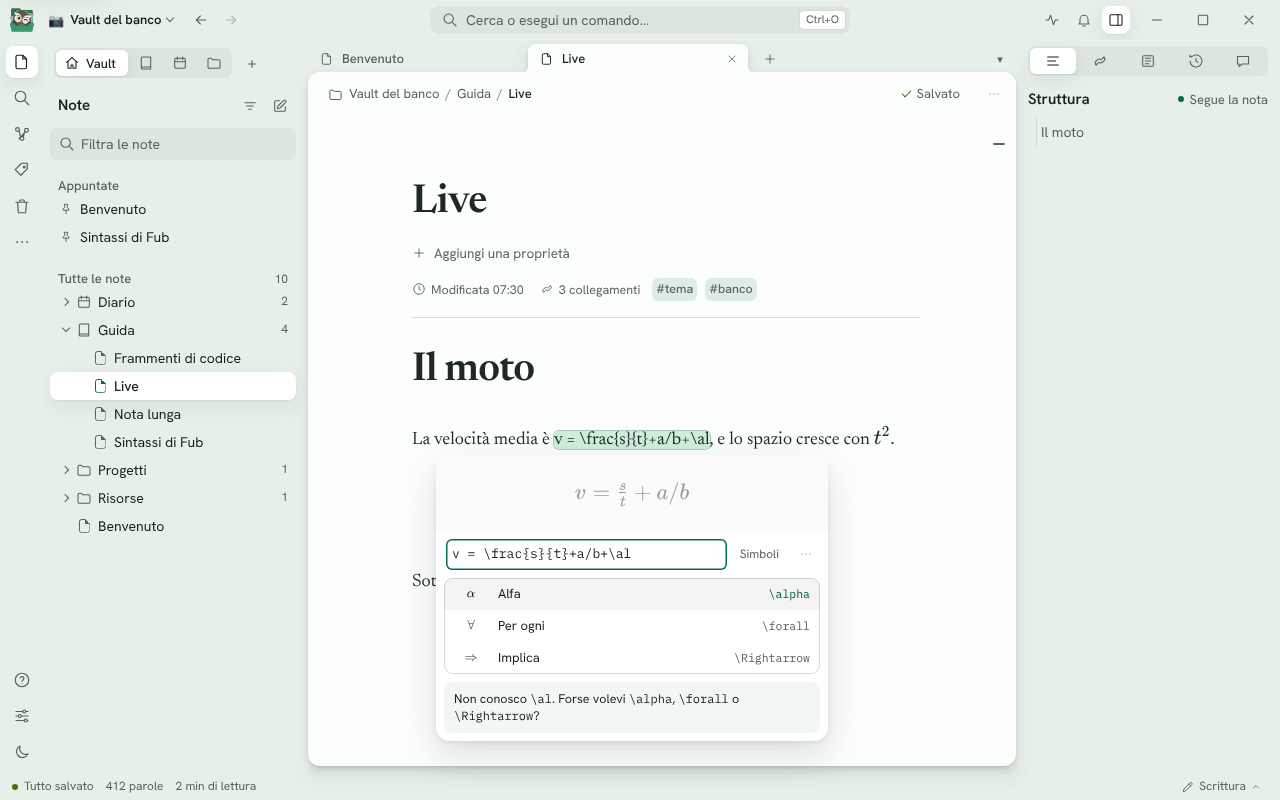 Vault del banco
Cerca o esegui un comando…
Ctrl+O
Vault
Benvenuto
Live
Note
Filtra le note
Appuntate
Benvenuto
Sintassi di Fub
Tutte le note 10
Diario 2
Guida 4
Frammenti di codice
Live
Nota lunga
Sintassi di Fub
Progetti 1
Risorse 1
Benvenuto
Vault del banco / Guida / Live
Salvato
Live
Aggiungi una proprietà
Modificata 07:30 3 collegamenti #tema #banco
Il moto
La velocità media è v = \frac{s}{t}+a/b+\al, e lo spazio cresce con t².
v = s/t + a/b
v = \frac{s}{t}+a/b+\al
Simboli
Sot
α Alfa \alpha
∀ Per ogni \forall
⇒ Implica \Rightarrow
Non conosco \al. Forse volevi \alpha, \forall o
\Rightarrow?
Struttura
Segue la nota
Il moto
Tutto salvato 412 parole 2 min di lettura
Scrittura